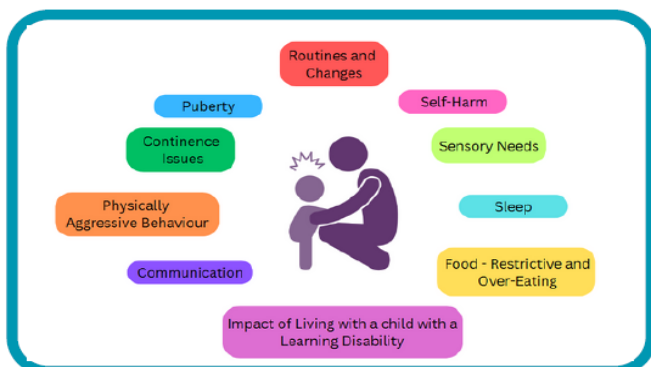 Routines and
Changes
Puberty
Self-Harm
Continence
Issues
Sensory Needs
Physically
Aggressive Behaviour
Sleep
Communication
Food - Restrictive and
Over-Eating
Impact of Living with a child with a
Learning Disability